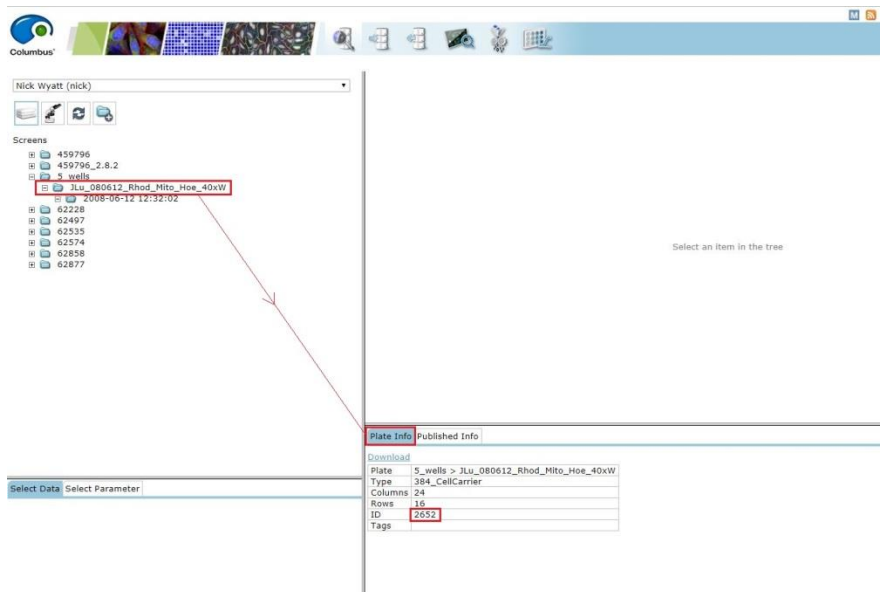 M
Columbus
Nick Wyatt (nick)
Screens
459796
459796_2.8.2
5_wells
JLu_080612_Rhod_Mito_Hoe_40xW
2008-06-12 12:32:02
62228
62497
62535
62574
62858
62877
Select an item in the tree
Plate Info Published Info
Download
Plate 5_wells > JLu_080612_Rhod_Mito_Hoe_40xW
Type 384_CellCarrier
Columns 24
Rows 16
ID 2652
Tags
Select Data Select Parameter